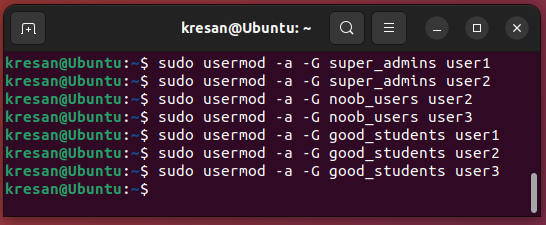 kresan@Ubuntu: ~
kresan@Ubuntu:~$ sudo usermod -a -G super_admins user1
kresan@Ubuntu:~$ sudo usermod -a -G super_admins user2
kresan@Ubuntu:~$ sudo usermod -a -G noob_users user2
kresan@Ubuntu:~$ sudo usermod -a -G noob_users user3
kresan@Ubuntu:~$ sudo usermod -a -G good_students user1
kresan@Ubuntu:~$ sudo usermod -a -G good_students user2
kresan@Ubuntu:~$ sudo usermod -a -G good_students user3
kresan@Ubuntu:~$